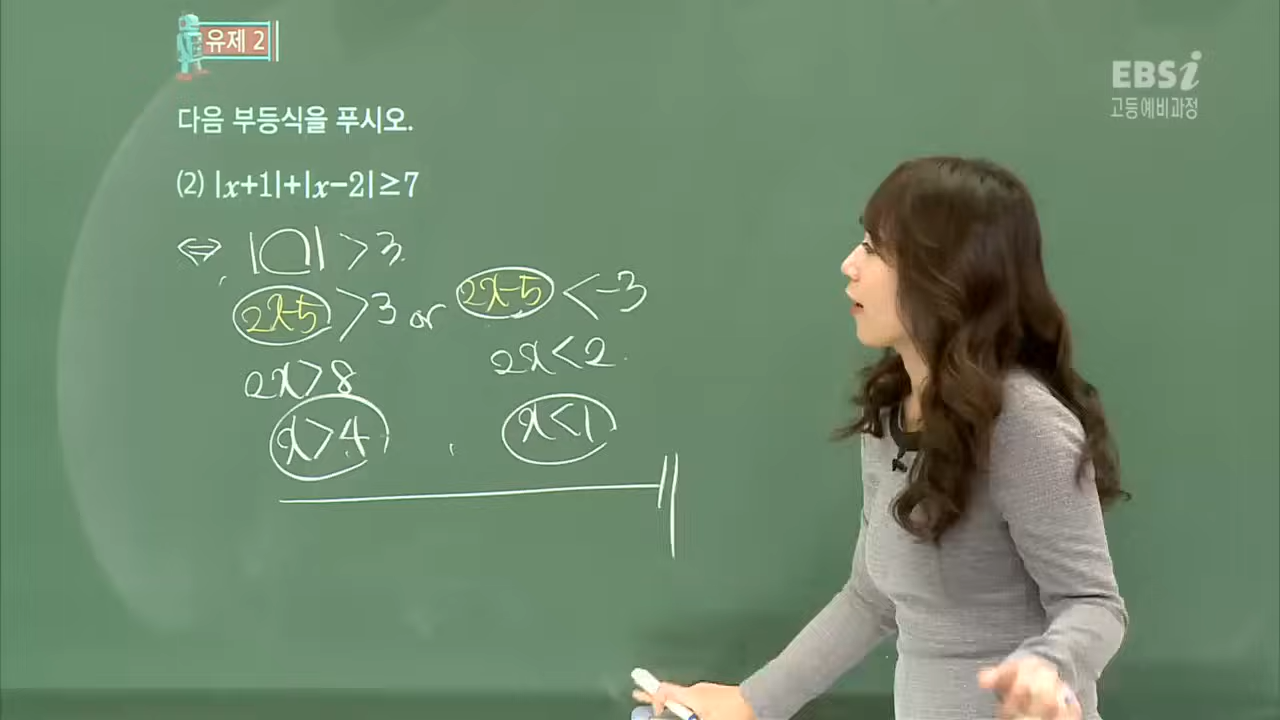 유제 2
EBSi
고등예비과정
다음 부등식을 푸시오.
(2) |x+1|+|x-2|≥7
⇔ |◯| >3
2x-5 >3 or 2x-5 <-3
2x>8 2x<2
x>4 , x<1